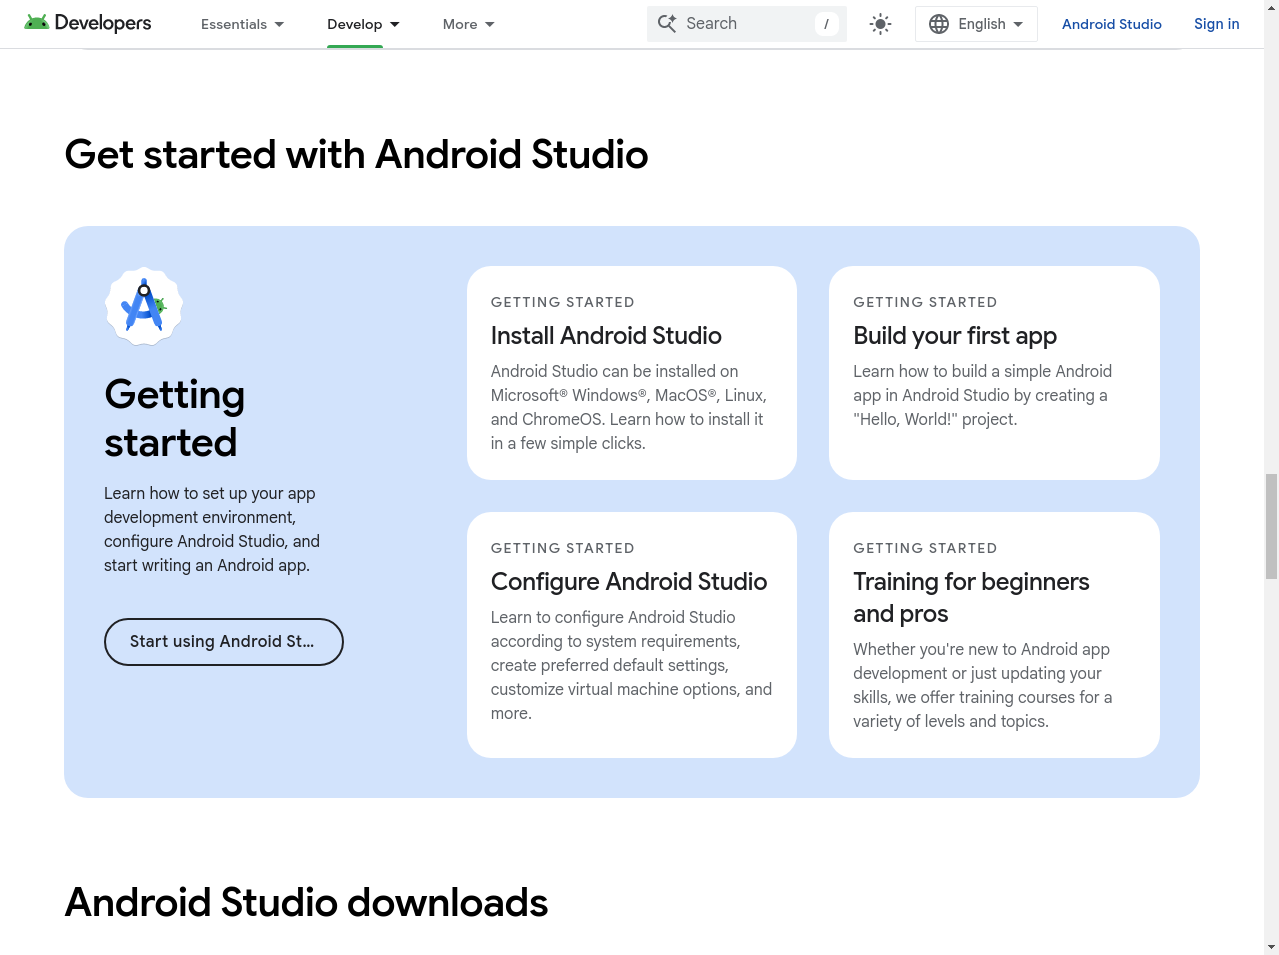 Developers
Essentials
Develop
More
Search
/
English
Android Studio
Sign in
Get started with Android Studio
Getting
started
Learn how to set up your app
development environment,
configure Android Studio, and
start writing an Android app.
Start using Android St...
GETTING STARTED
Install Android Studio
Android Studio can be installed on
Microsoft® Windows®, MacOS®, Linux,
and ChromeOS. Learn how to install it
in a few simple clicks.
GETTING STARTED
Build your first app
Learn how to build a simple Android
app in Android Studio by creating a
"Hello, World!" project.
GETTING STARTED
Configure Android Studio
Learn to configure Android Studio
according to system requirements,
create preferred default settings,
customize virtual machine options, and
more.
GETTING STARTED
Training for beginners
and pros
Whether you're new to Android app
development or just updating your
skills, we offer training courses for a
variety of levels and topics.
Android Studio downloads